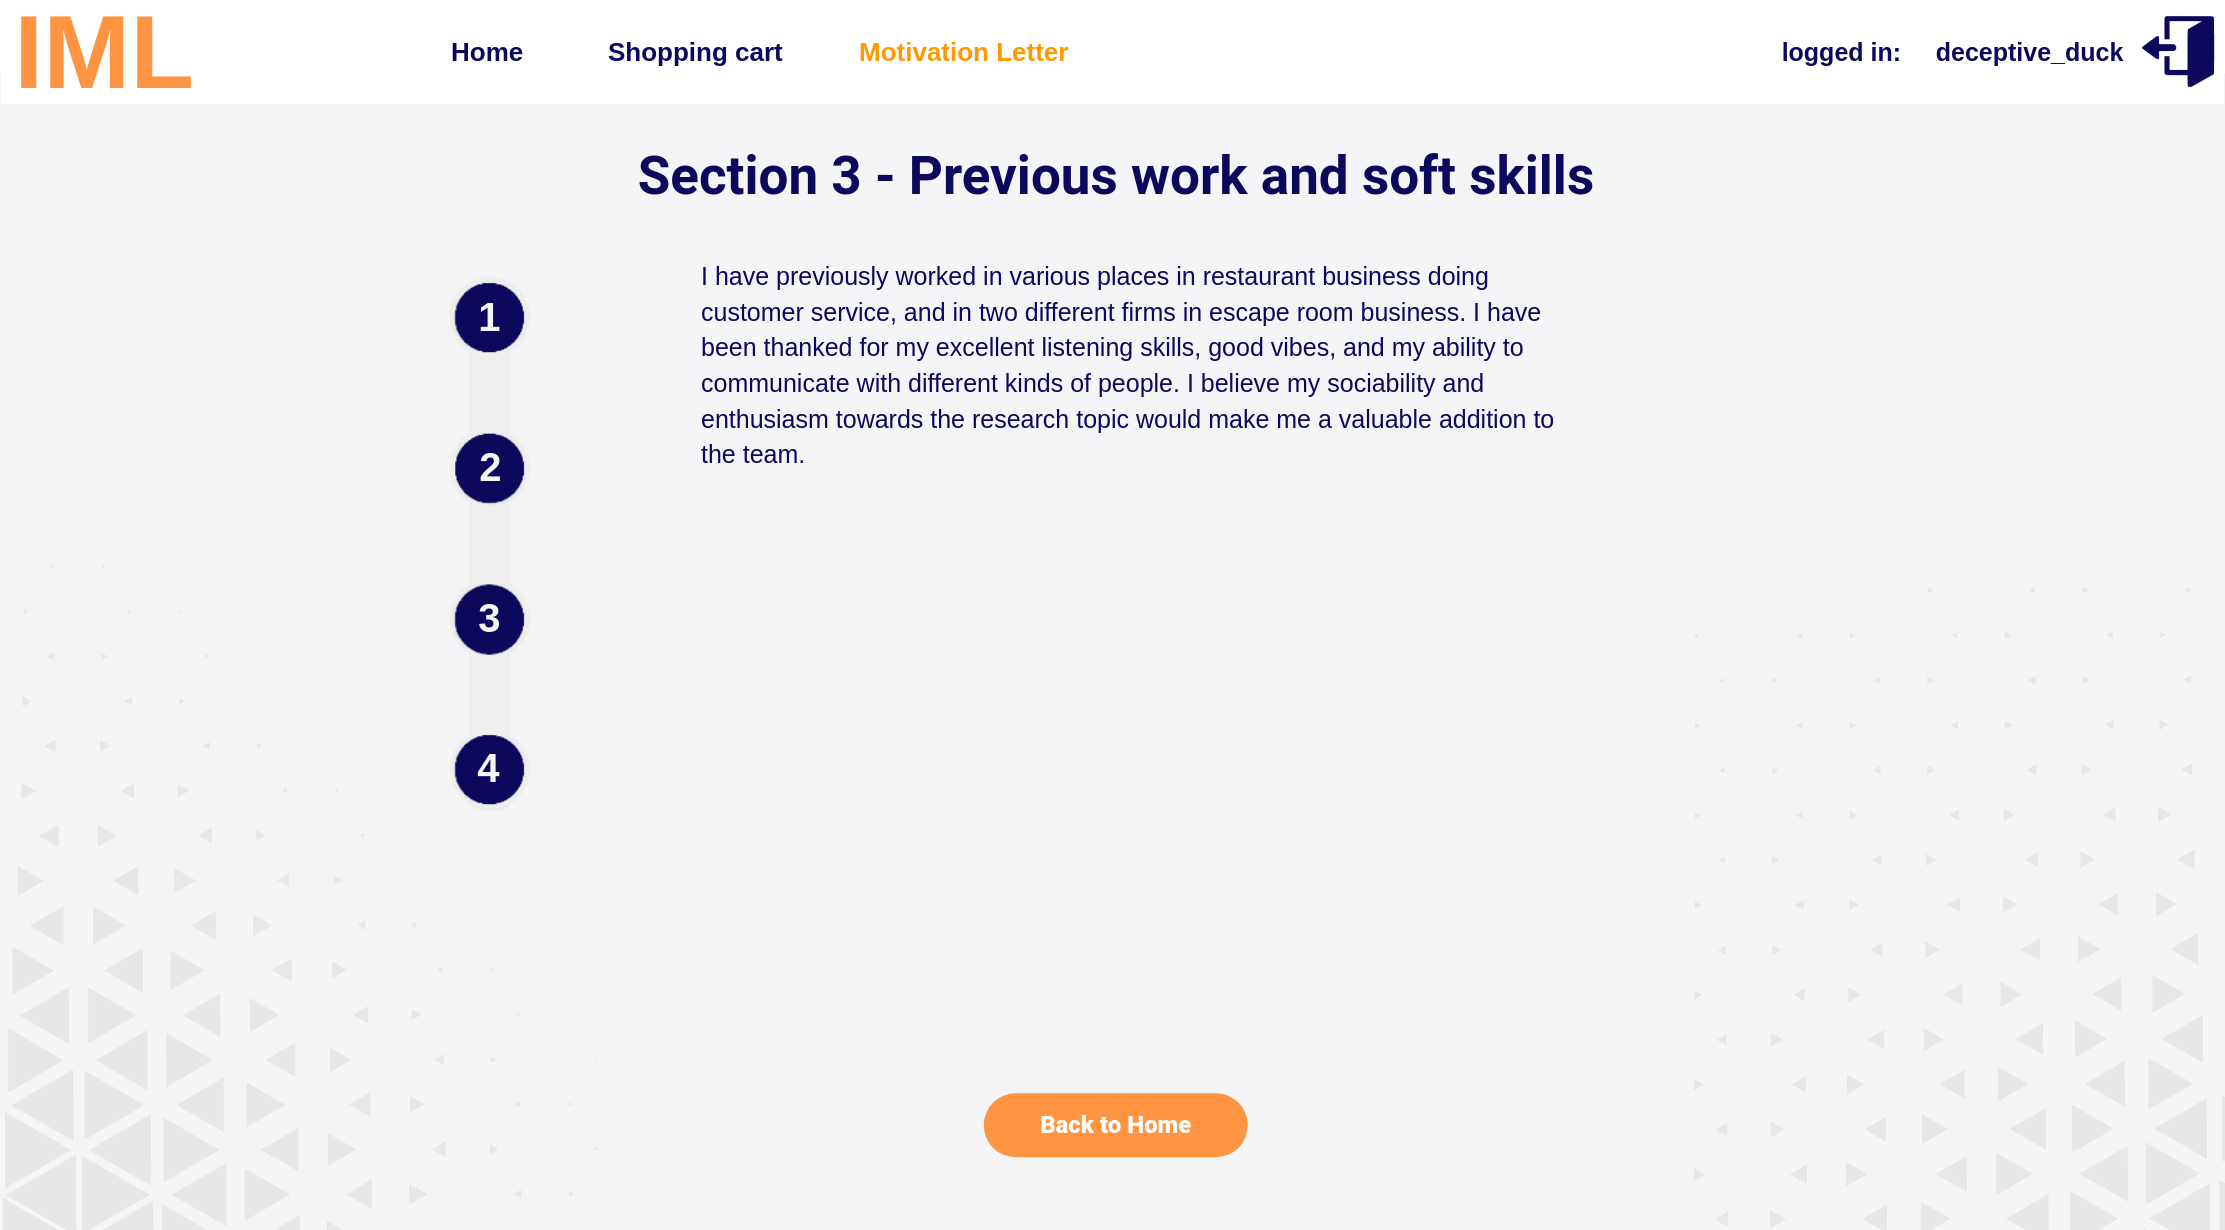 IML
Home Shopping cart Motivation Letter logged in: deceptive_duck
Section 3 - Previous work and soft skills
I have previously worked in various places in restaurant business doing
customer service, and in two different firms in escape room business. I have
been thanked for my excellent listening skills, good vibes, and my ability to
communicate with different kinds of people. I believe my sociability and
enthusiasm towards the research topic would make me a valuable addition to
the team.
1
2
3
4
Back to Home